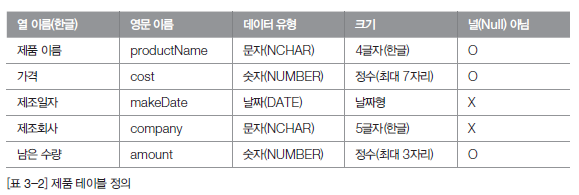 열 이름(한글) 영문 이름 데이터 유형 크기 널(Null) 아님
제품 이름 productName 문자(NCHAR) 4글자(한글) O
가격 cost 숫자(NUMBER) 정수(최대 7자리) O
제조일자 makeDate 날짜(DATE) 날짜형 X
제조회사 company 문자(NCHAR) 5글자(한글) X
남은 수량 amount 숫자(NUMBER) 정수(최대 3자리) O
[표 3-2] 제품 테이블 정의